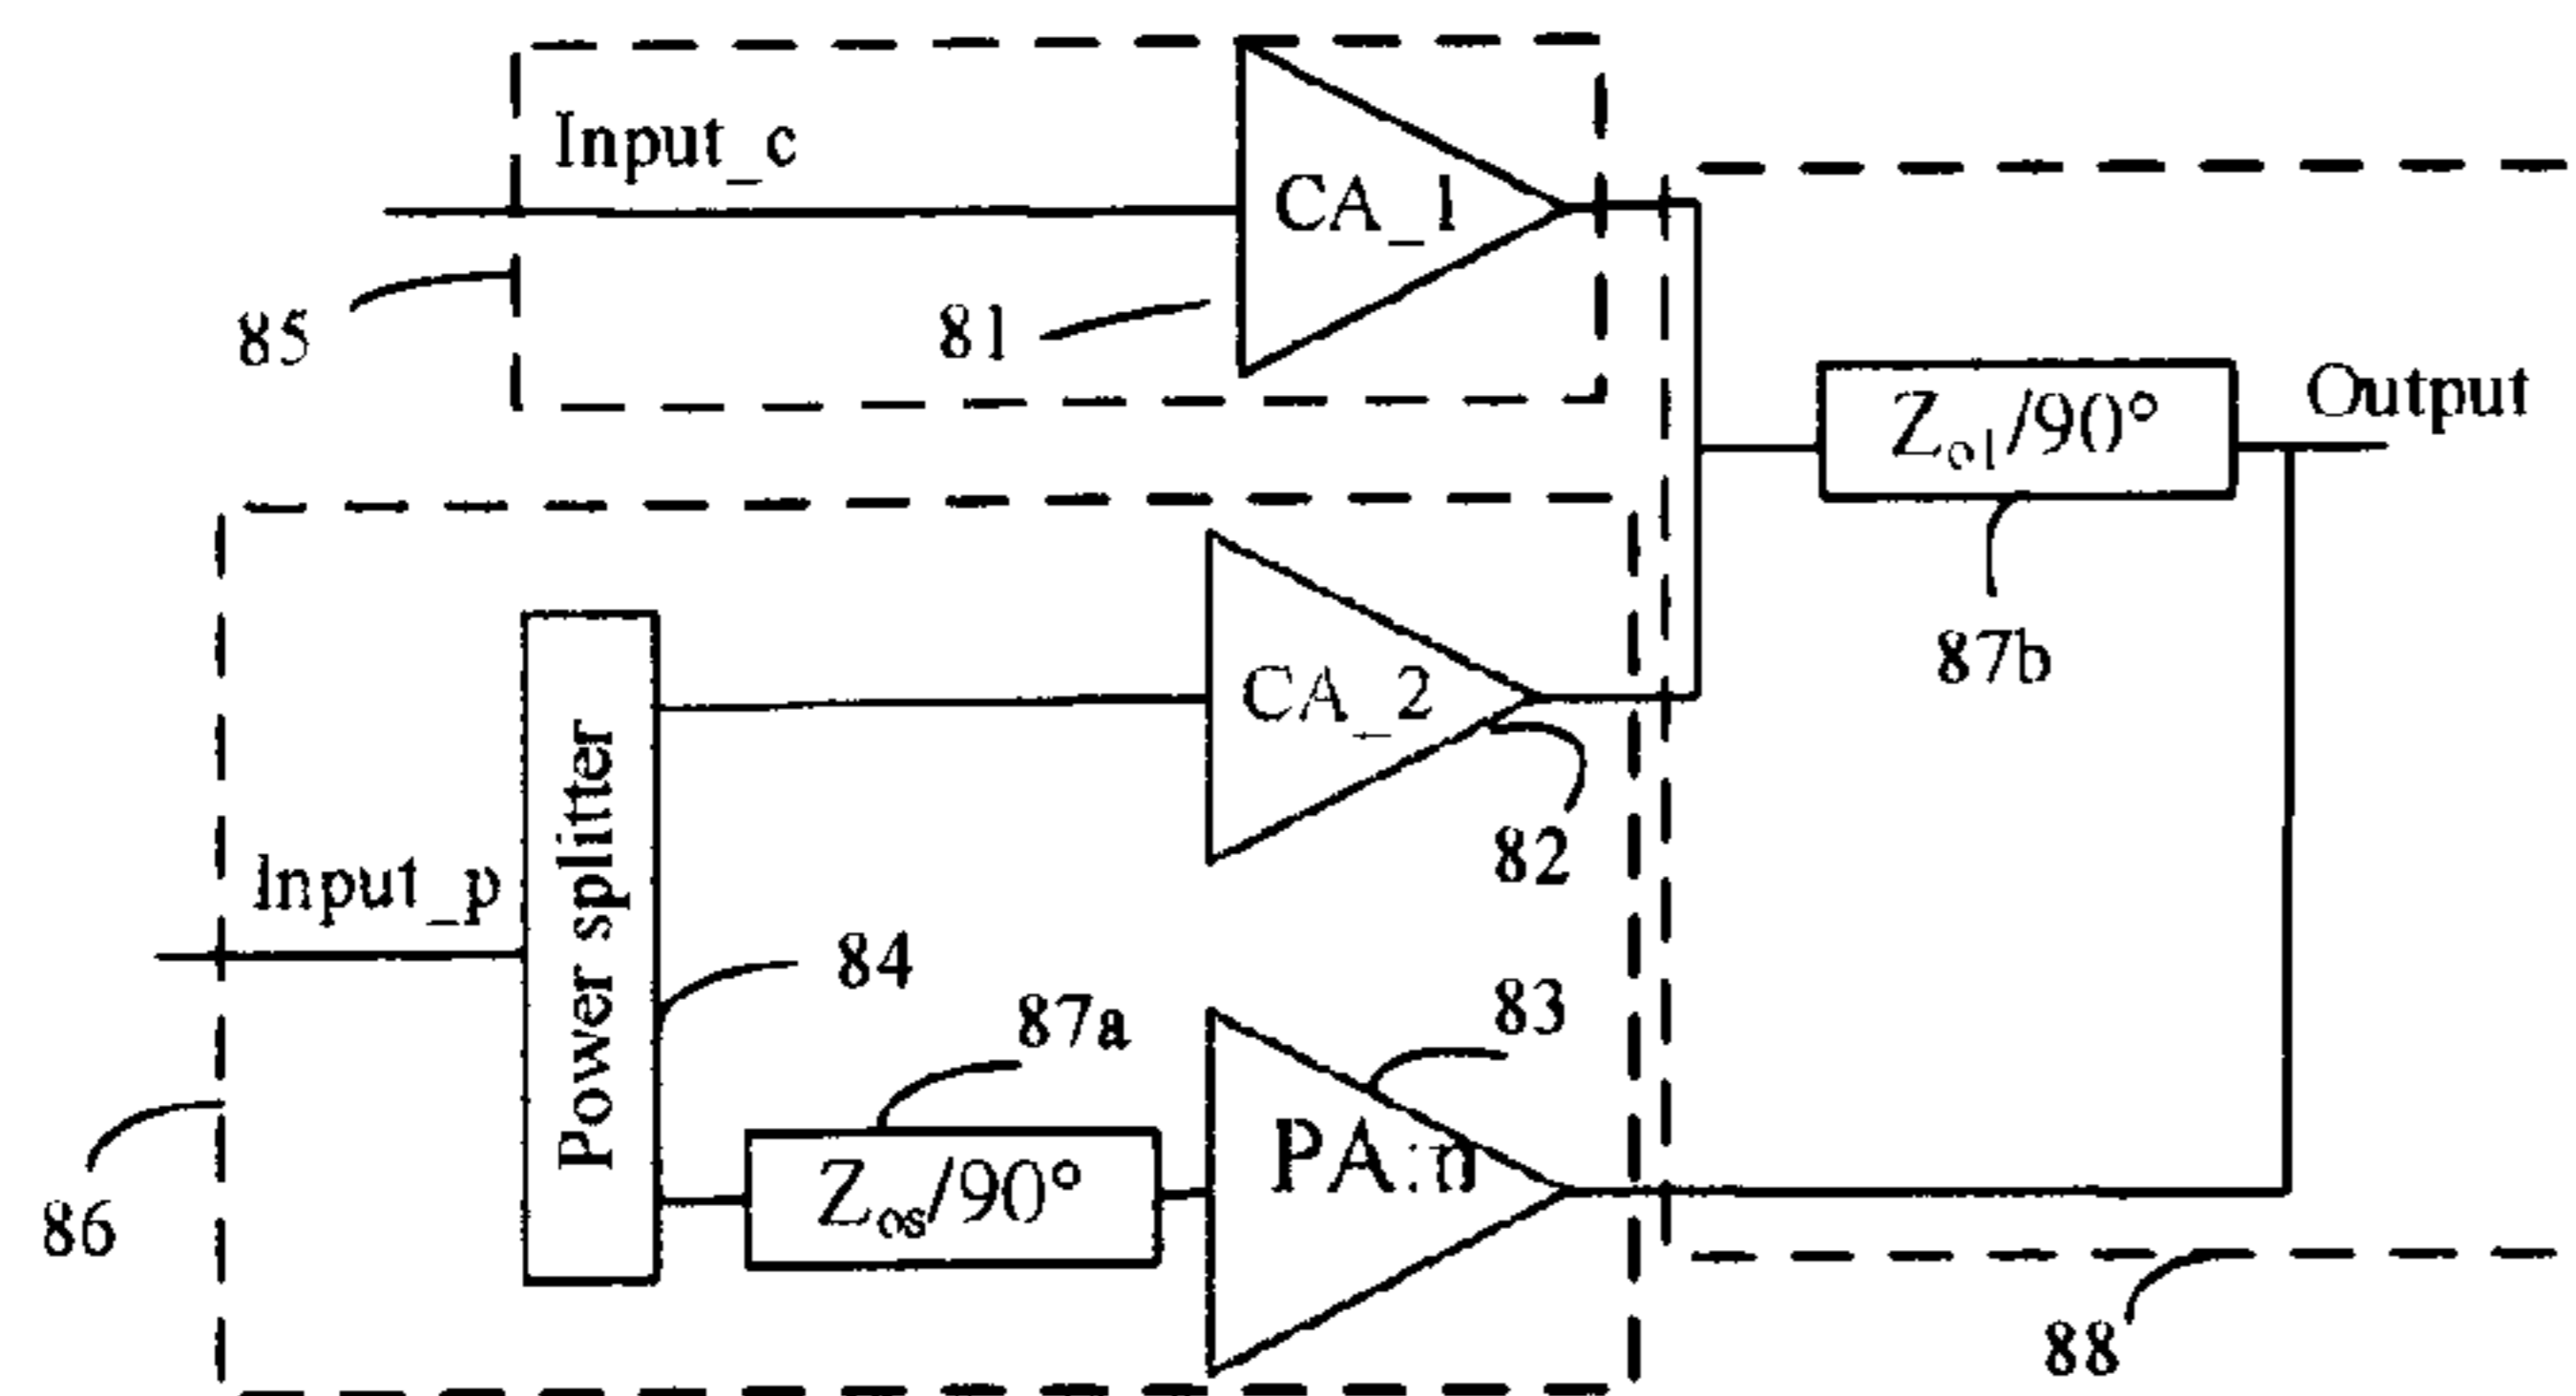 Input_c
CA_1
85
81
Output
Z₀₁/90°
87b
CA_2
82
Power splitter
Input_p
84
87a
83
PA:n
Zₒₛ/90°
86
88